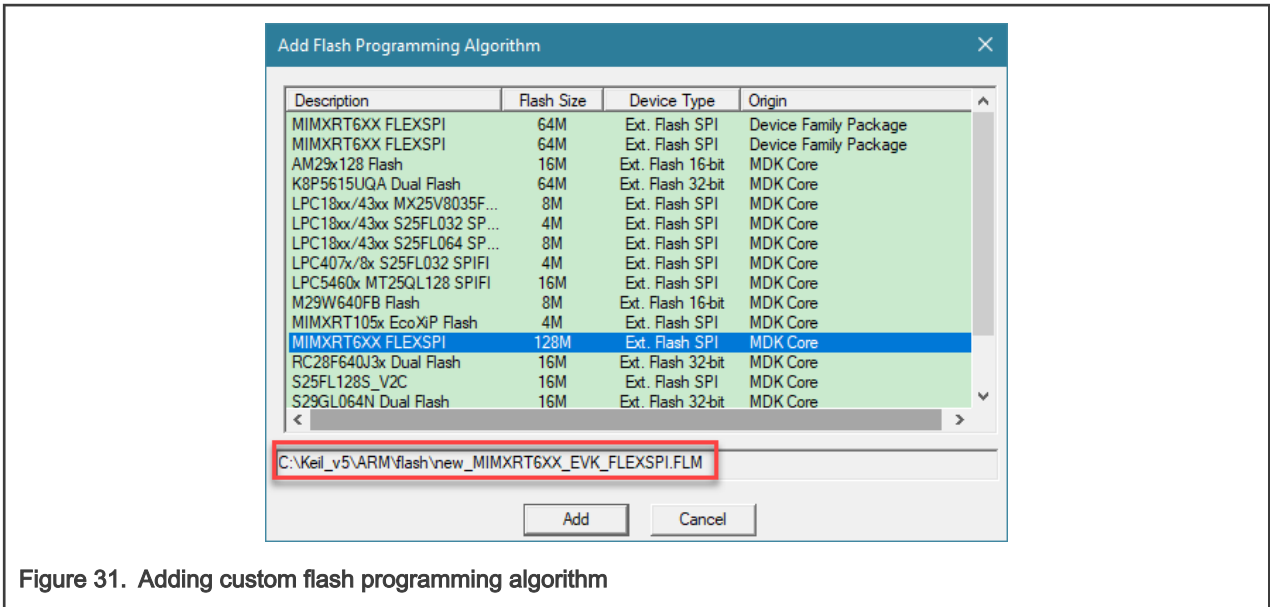 Add Flash Programming Algorithm
Description Flash Size Device Type Origin
MIMXRT6XX FLEXSPI 64M Ext. Flash SPI Device Family Package
MIMXRT6XX FLEXSPI 64M Ext. Flash SPI Device Family Package
AM29x128 Flash 16M Ext. Flash 16-bit MDK Core
K8P5615UQA Dual Flash 64M Ext. Flash 32-bit MDK Core
LPC18xx/43xx MX25V8035F... 8M Ext. Flash SPI MDK Core
LPC18xx/43xx S25FL032 SP... 4M Ext. Flash SPI MDK Core
LPC18xx/43xx S25FL064 SP... 8M Ext. Flash SPI MDK Core
LPC407x/8x S25FL032 SPIFI 4M Ext. Flash SPI MDK Core
LPC5460x MT25QL128 SPIFI 16M Ext. Flash SPI MDK Core
M29W640FB Flash 8M Ext. Flash 16-bit MDK Core
MIMXRT105x EcoXiP Flash 4M Ext. Flash SPI MDK Core
MIMXRT6XX FLEXSPI 128M Ext. Flash SPI MDK Core
RC28F640J3x Dual Flash 16M Ext. Flash 32-bit MDK Core
S25FL128S_V2C 16M Ext. Flash SPI MDK Core
S29GL064N Dual Flash 16M Ext. Flash 32-bit MDK Core
C:\Keil_v5\ARM\flash\new_MIMXRT6XX_EVK_FLEXSPI.FLM
Add Cancel
Figure 31. Adding custom flash programming algorithm